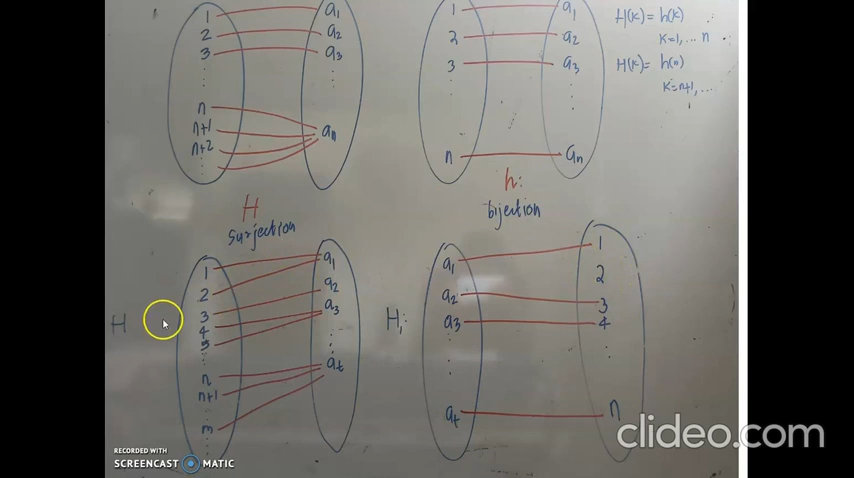 1
2
3
n
n+1
n+2
a1
a2
a3
an
H
surjection
1
2
3
n
a1
a2
a3
an
h:
bijection
H(k) = h(k)
k=1, ... n
H(k) = h(n)
k=n+1, ...
H
1
2
3
4
5
n
n+1
m
a1
a2
a3
at
H1:
a1
a2
a3
at
1
2
3
4
n
clideo.com
RECORDED WITH
SCREENCAST MATIC